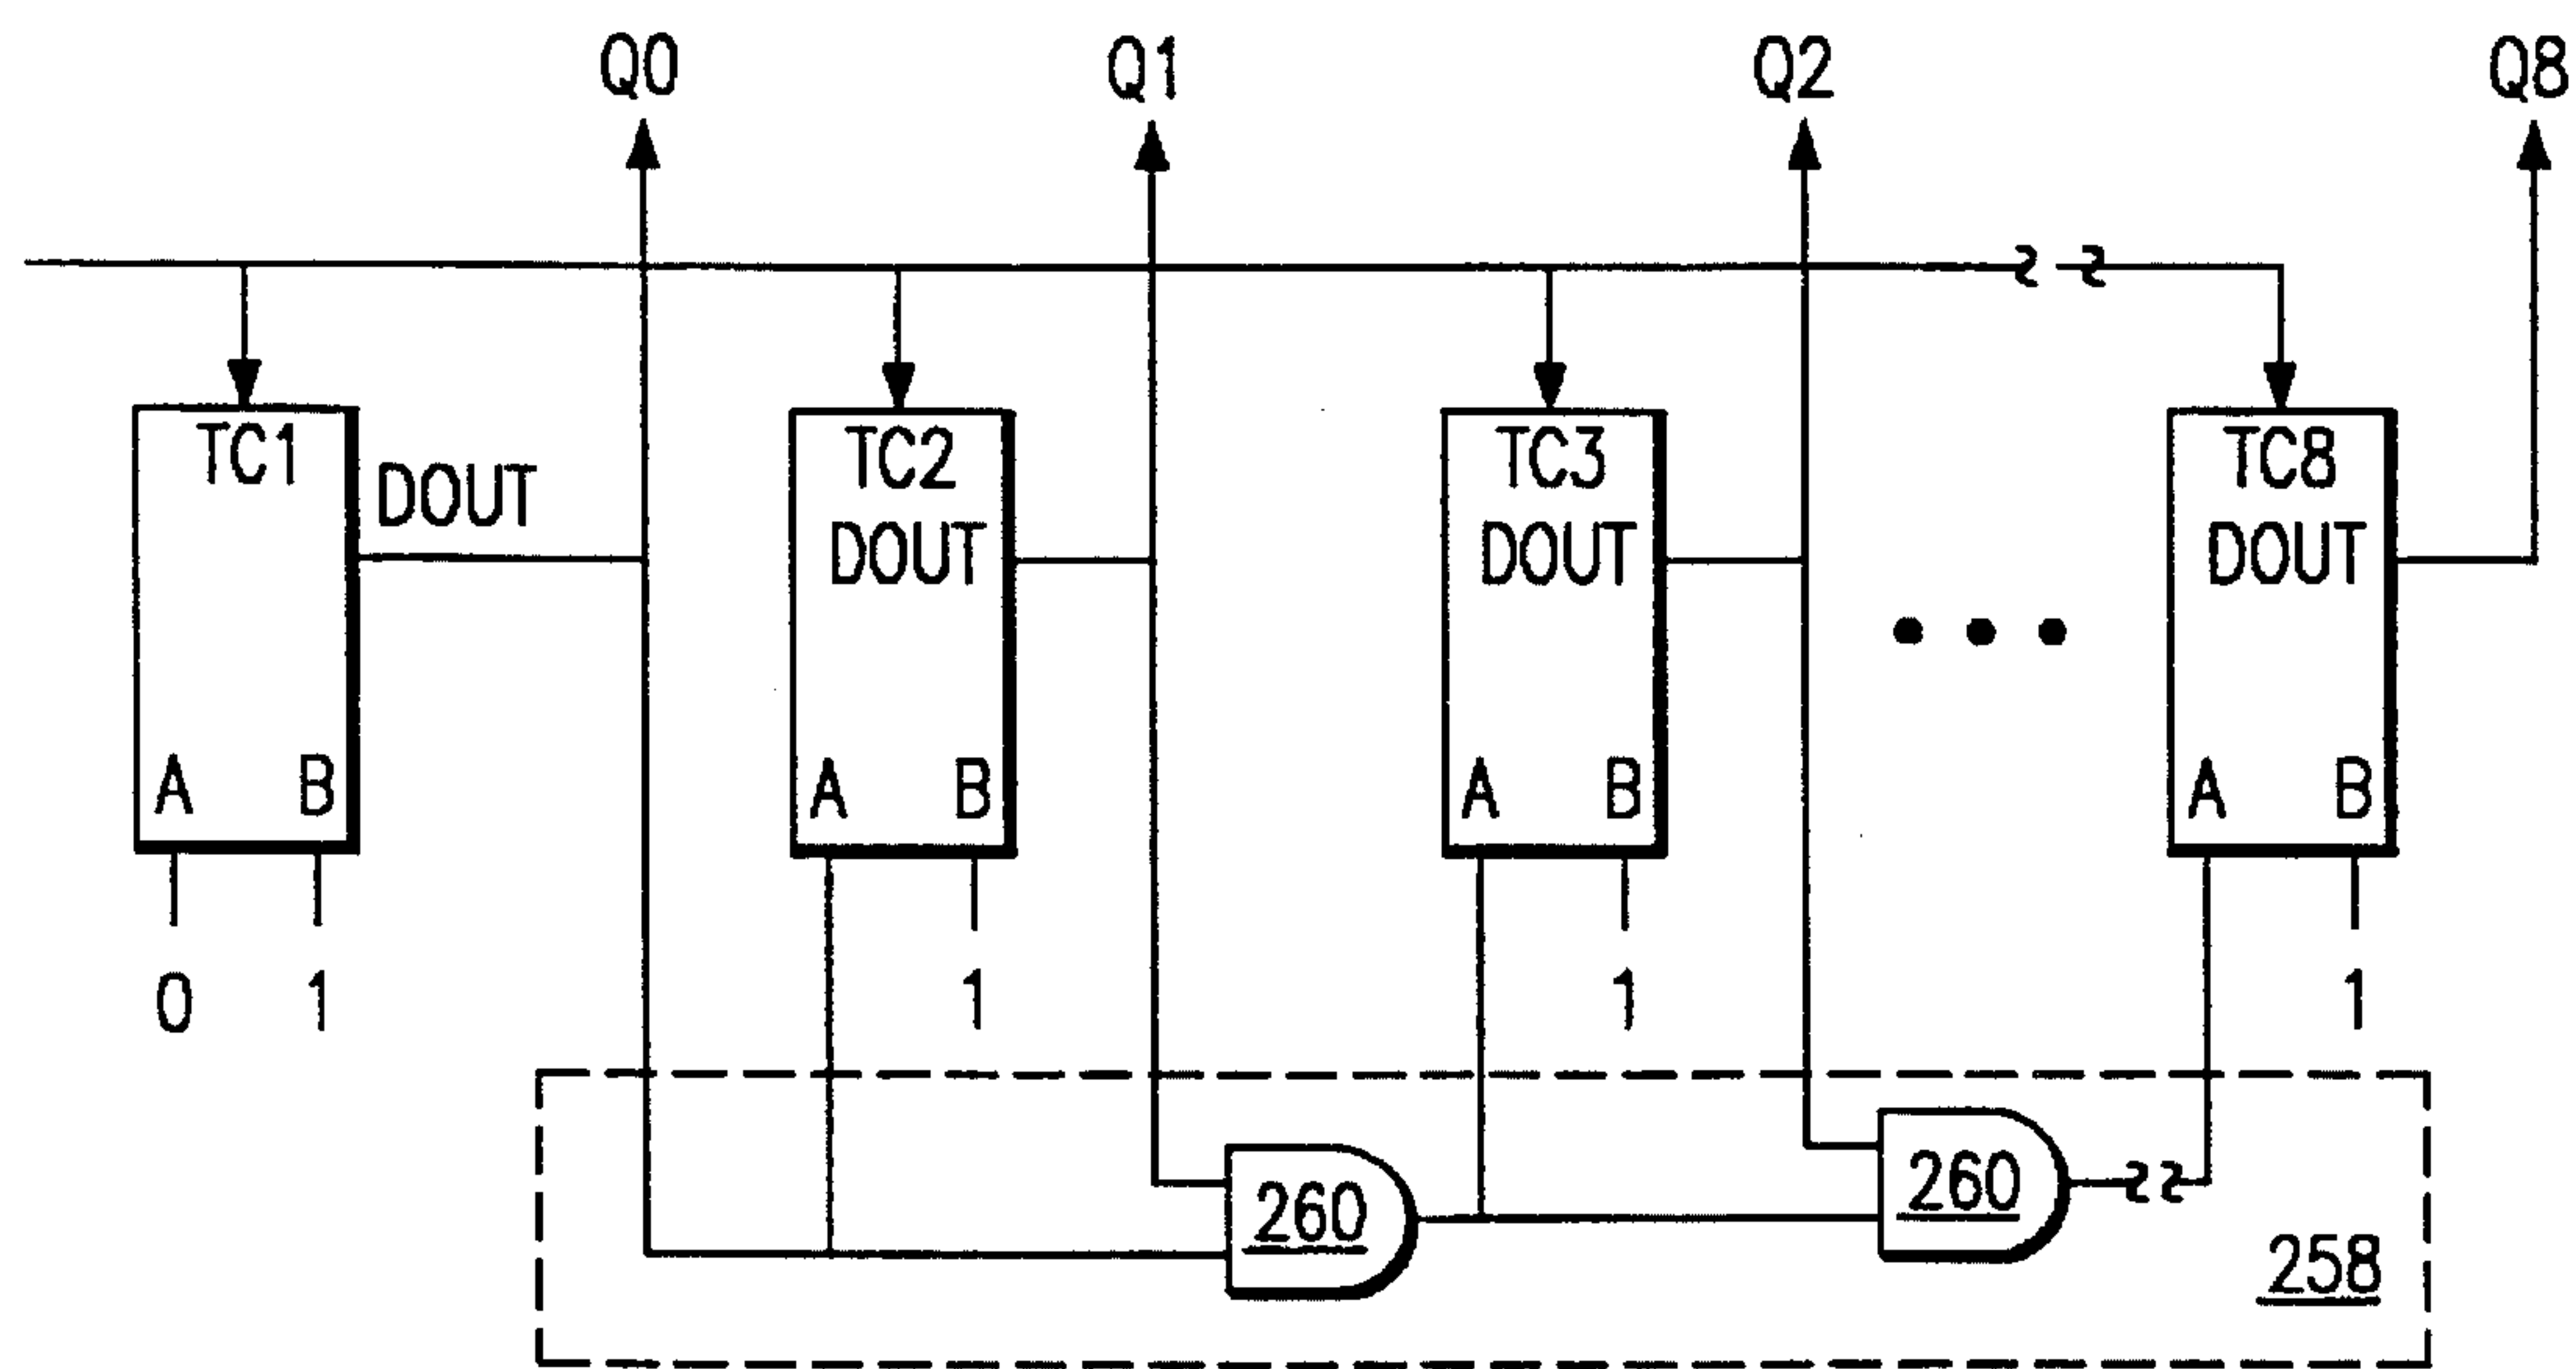 Q0 Q1 Q2 Q8
TC1 TC2 TC3 TC8
DOUT DOUT DOUT DOUT
A B A B A B A B
0 1 1 1 1
260 260
258